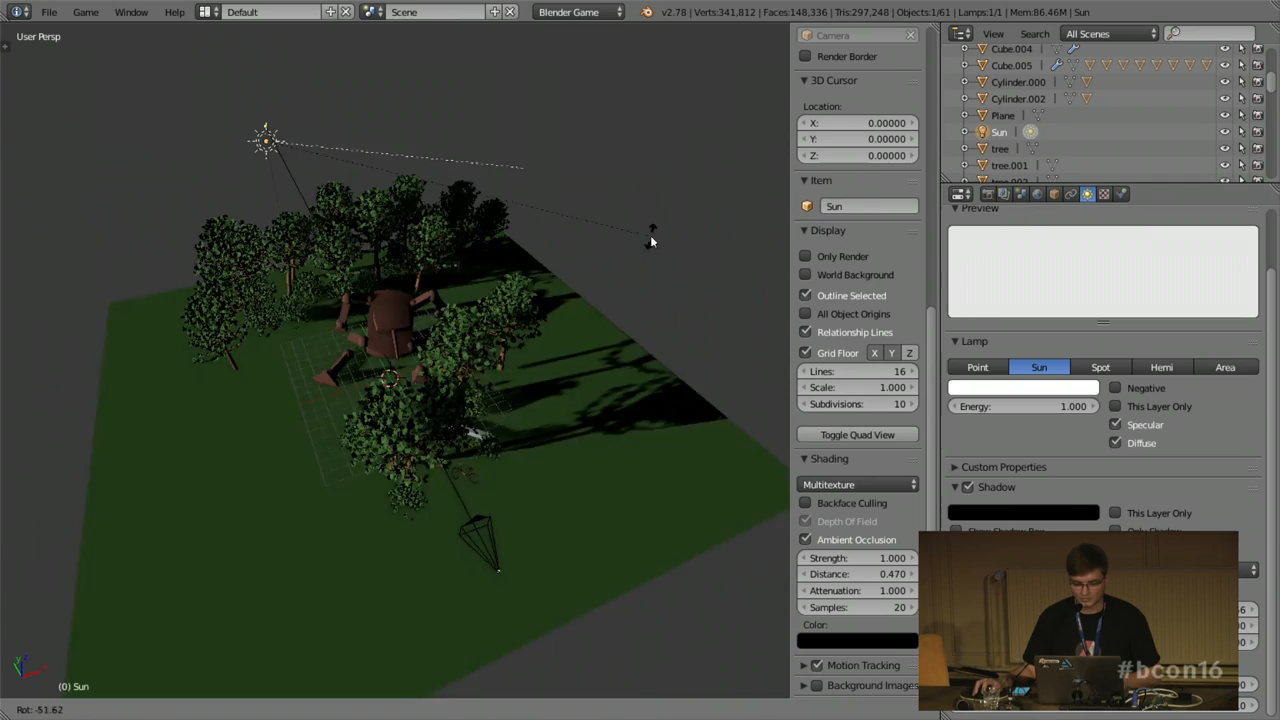 File Game Window Help Default Scene Blender Game v2.78 | Verts:341,812 | Faces:148,336 | Tris:297,248 | Objects:1/61 | Lamps:1/1 | Mem:86.46M | Sun
User Persp
Camera
Render Border
3D Cursor
Location:
X: 0.00000
Y: 0.00000
Z: 0.00000
Item
Sun
Display
Only Render
World Background
Outline Selected
All Object Origins
Relationship Lines
Grid Floor X Y Z
Lines: 16
Scale: 1.000
Subdivisions: 10
Toggle Quad View
Shading
Multitexture
Backface Culling
Depth Of Field
Ambient Occlusion
Strength: 1.000
Distance: 0.470
Attenuation: 1.000
Samples: 20
Color:
Motion Tracking
Background Images
View Search All Scenes
Cube.004
Cube.005
Cylinder.000
Cylinder.002
Plane
Sun
tree
tree.001
Preview
Lamp
Point Sun Spot Hemi Area
Negative
Energy: 1.000 This Layer Only
Specular
Diffuse
Custom Properties
Shadow
This Layer Only
(0) Sun
Rot: -51.62
#bcon16